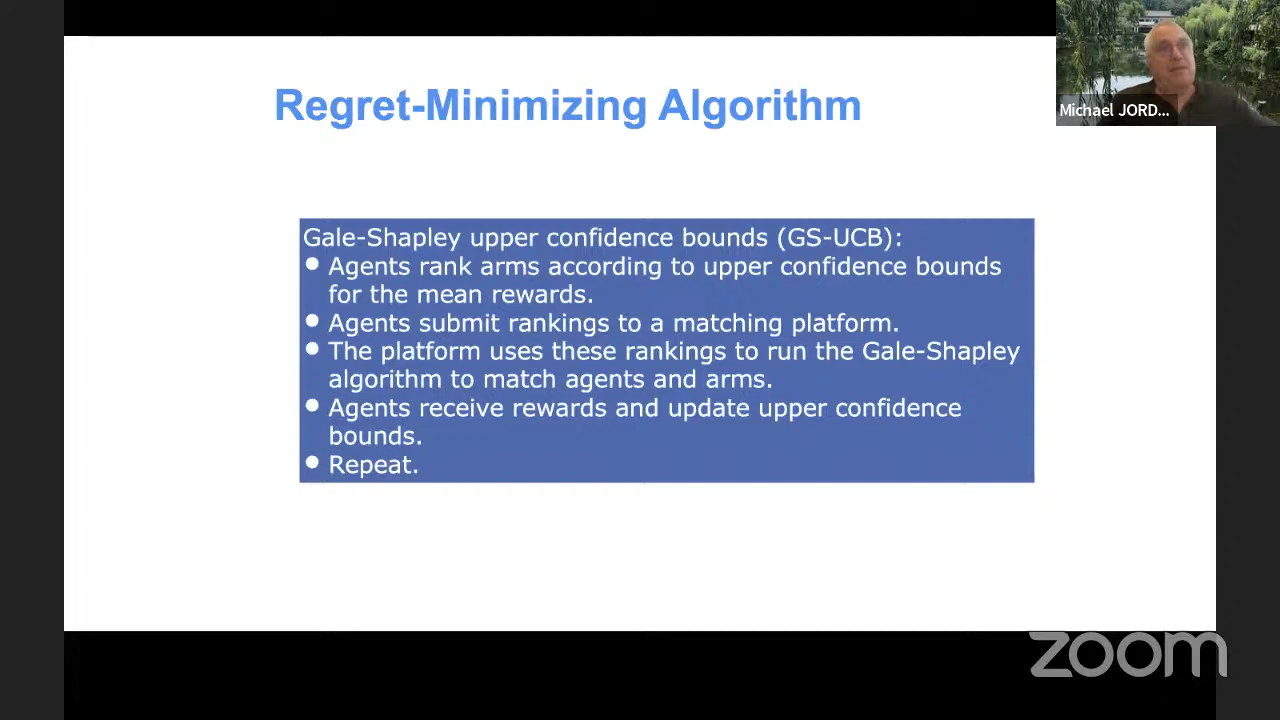 Regret-Minimizing Algorithm
Michael JORD...
Gale-Shapley upper confidence bounds (GS-UCB):
● Agents rank arms according to upper confidence bounds
for the mean rewards.
● Agents submit rankings to a matching platform.
● The platform uses these rankings to run the Gale-Shapley
algorithm to match agents and arms.
● Agents receive rewards and update upper confidence
bounds.
● Repeat.
zoom